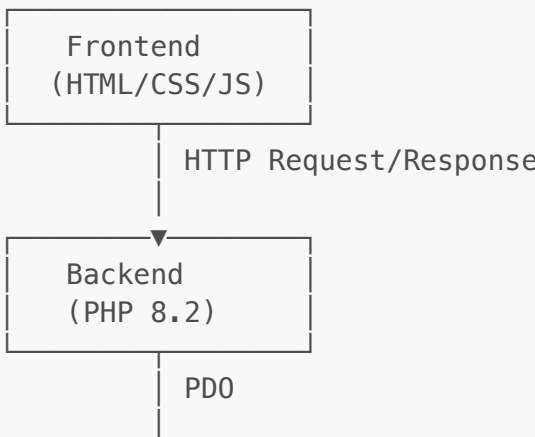 Frontend
(HTML/CSS/JS)
HTTP Request/Response
Backend
(PHP 8.2)
PDO